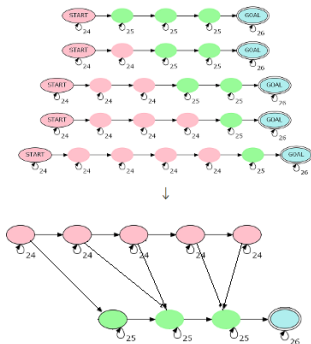 START GOAL
24 25 25 25 26
START GOAL
24 24 25 25 26
START GOAL
24 24 24 25 25 26
START GOAL
24 24 24 24 25 26
START GOAL
24 24 24 24 24 25 26
↓
24 24 24 24 24
25 25 25 26